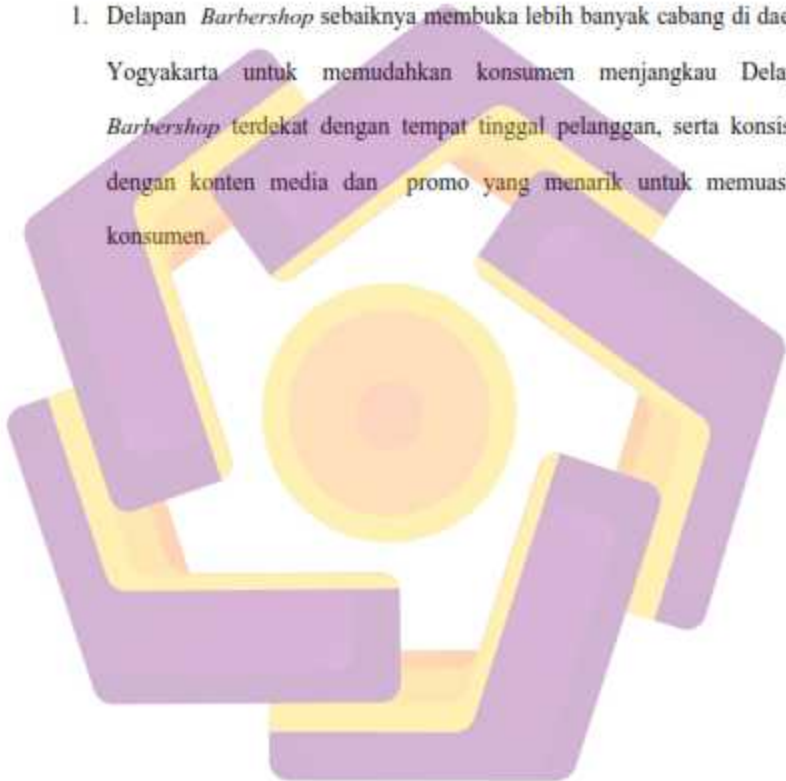 1. Delapan Barbershop sebaiknya membuka lebih banyak cabang di dae
Yogyakarta untuk memudahkan konsumen menjangkau Dela
Barbershop terdekat dengan tempat tinggal pelanggan, serta konsis
dengan konten media dan promo yang menarik untuk memuas
konsumen.